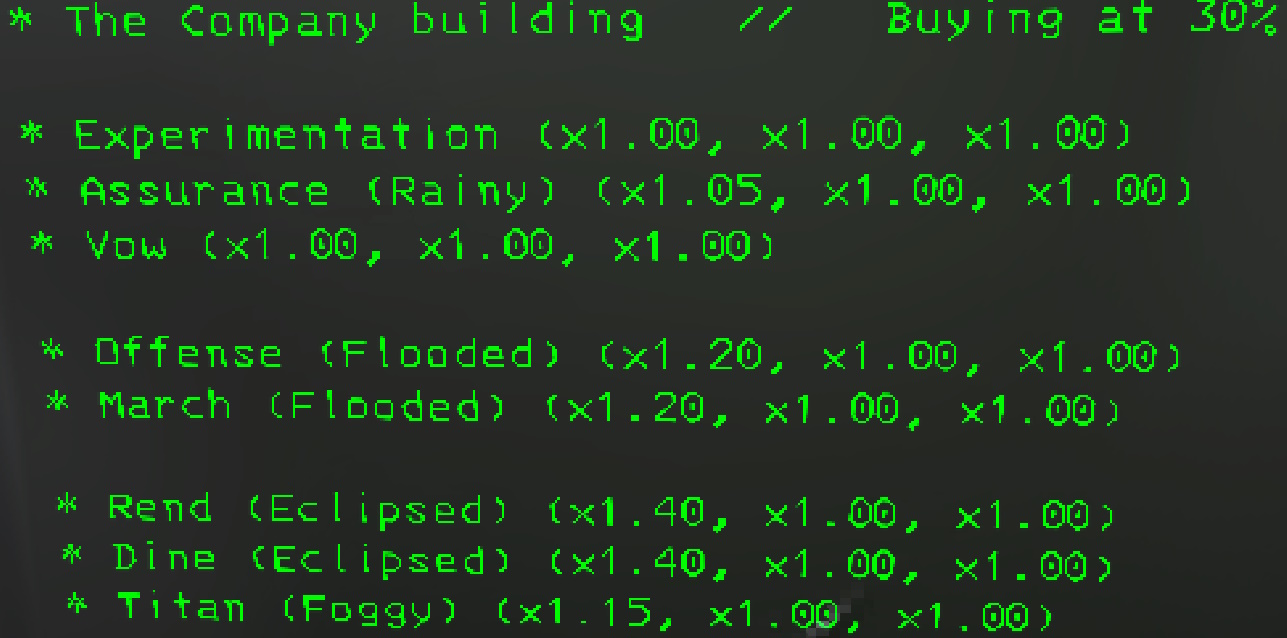 * The Company building // Buying at 30%
* Experimentation (x1.00, x1.00, x1.00)
* Assurance (Rainy) (x1.05, x1.00, x1.00)
* Vow (x1.00, x1.00, x1.00)
* Offense (Flooded) (x1.20, x1.00, x1.00)
* March (Flooded) (x1.20, x1.00, x1.00)
* Rend (Eclipsed) (x1.40, x1.00, x1.00)
* Dine (Eclipsed) (x1.40, x1.00, x1.00)
* Titan (Foggy) (x1.15, x1.00, x1.00)